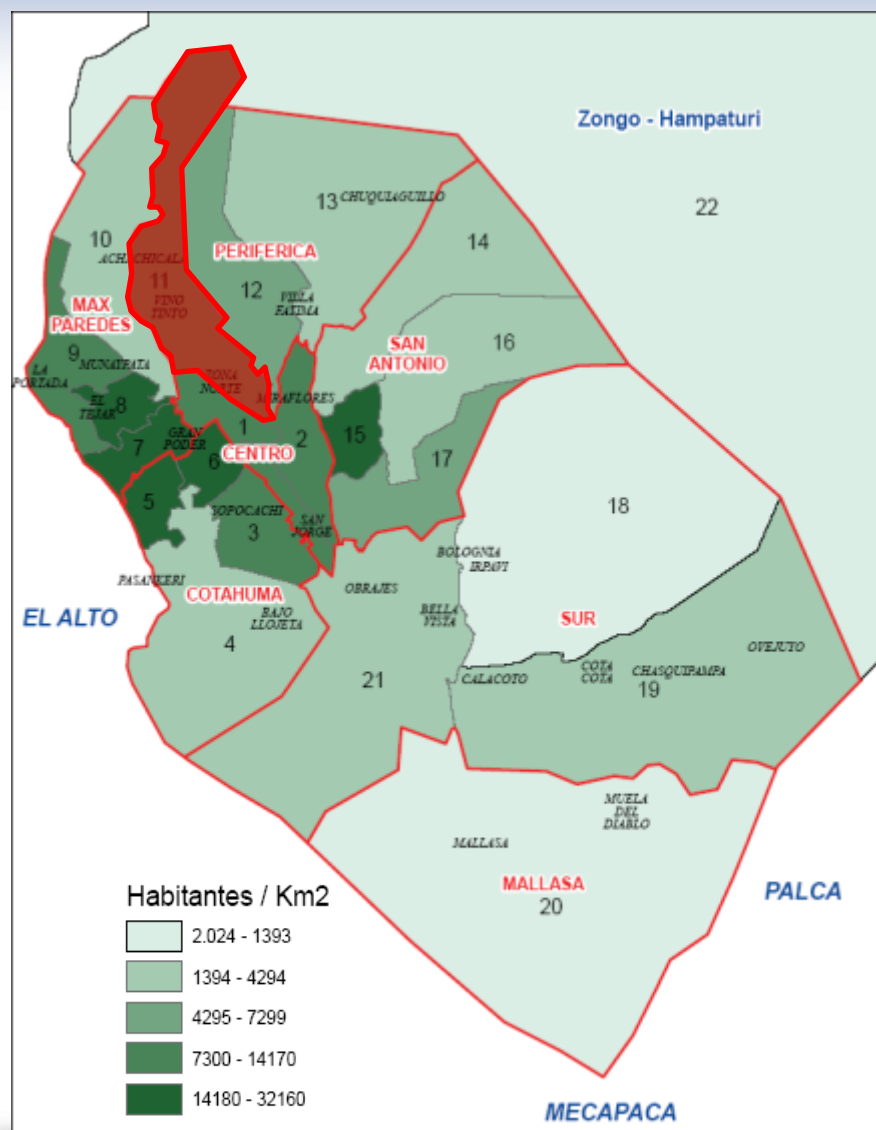 Zongo - Hampaturi
22
13
CHUQUIAGUILLO
14
10
ACHACHICALA
PERIFERICA
11
VINO
TINTO
12
VILLA
FATIMA
MAX
PAREDES
SAN
ANTONIO
16
9
MUNAYPATA
LA
PORTADA
ZONA
NORTE
MIRAFLORES
8
EL
TEJAR
1
2
15
7
GRAN
PODER
CENTRO
6
17
5
SOPOCACHI
3
SAN
JORGE
18
BOLOGNIA
IRPAVI
PASANKERI
COTAHUMA
OBRAJES
EL ALTO
BAJO
LLOJETA
BELLA
VISTA
SUR
4
OVEJUTO
21
CALACOTO
COTA
COTA
CHASQUIPAMPA
19
MUELA
DEL
DIABLO
MALLASA
MALLASA
20
PALCA
Habitantes / Km2
2.024 - 1393
1394 - 4294
4295 - 7299
7300 - 14170
14180 - 32160
MECAPACA